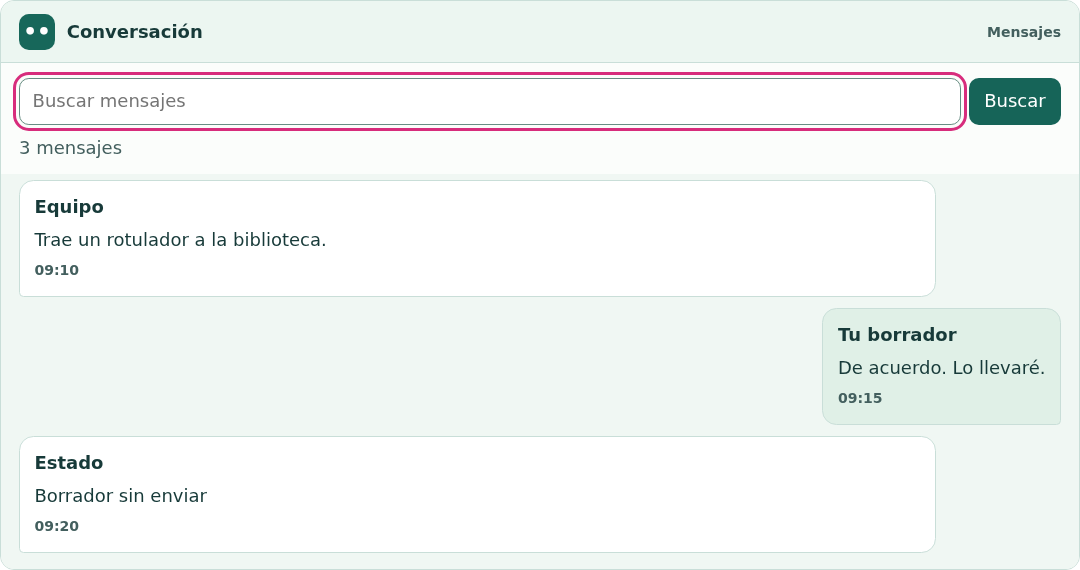 Conversación
Mensajes
Buscar mensajes
Buscar
3 mensajes
Equipo
Trae un rotulador a la biblioteca.
09:10
Tu borrador
De acuerdo. Lo llevaré.
09:15
Estado
Borrador sin enviar
09:20